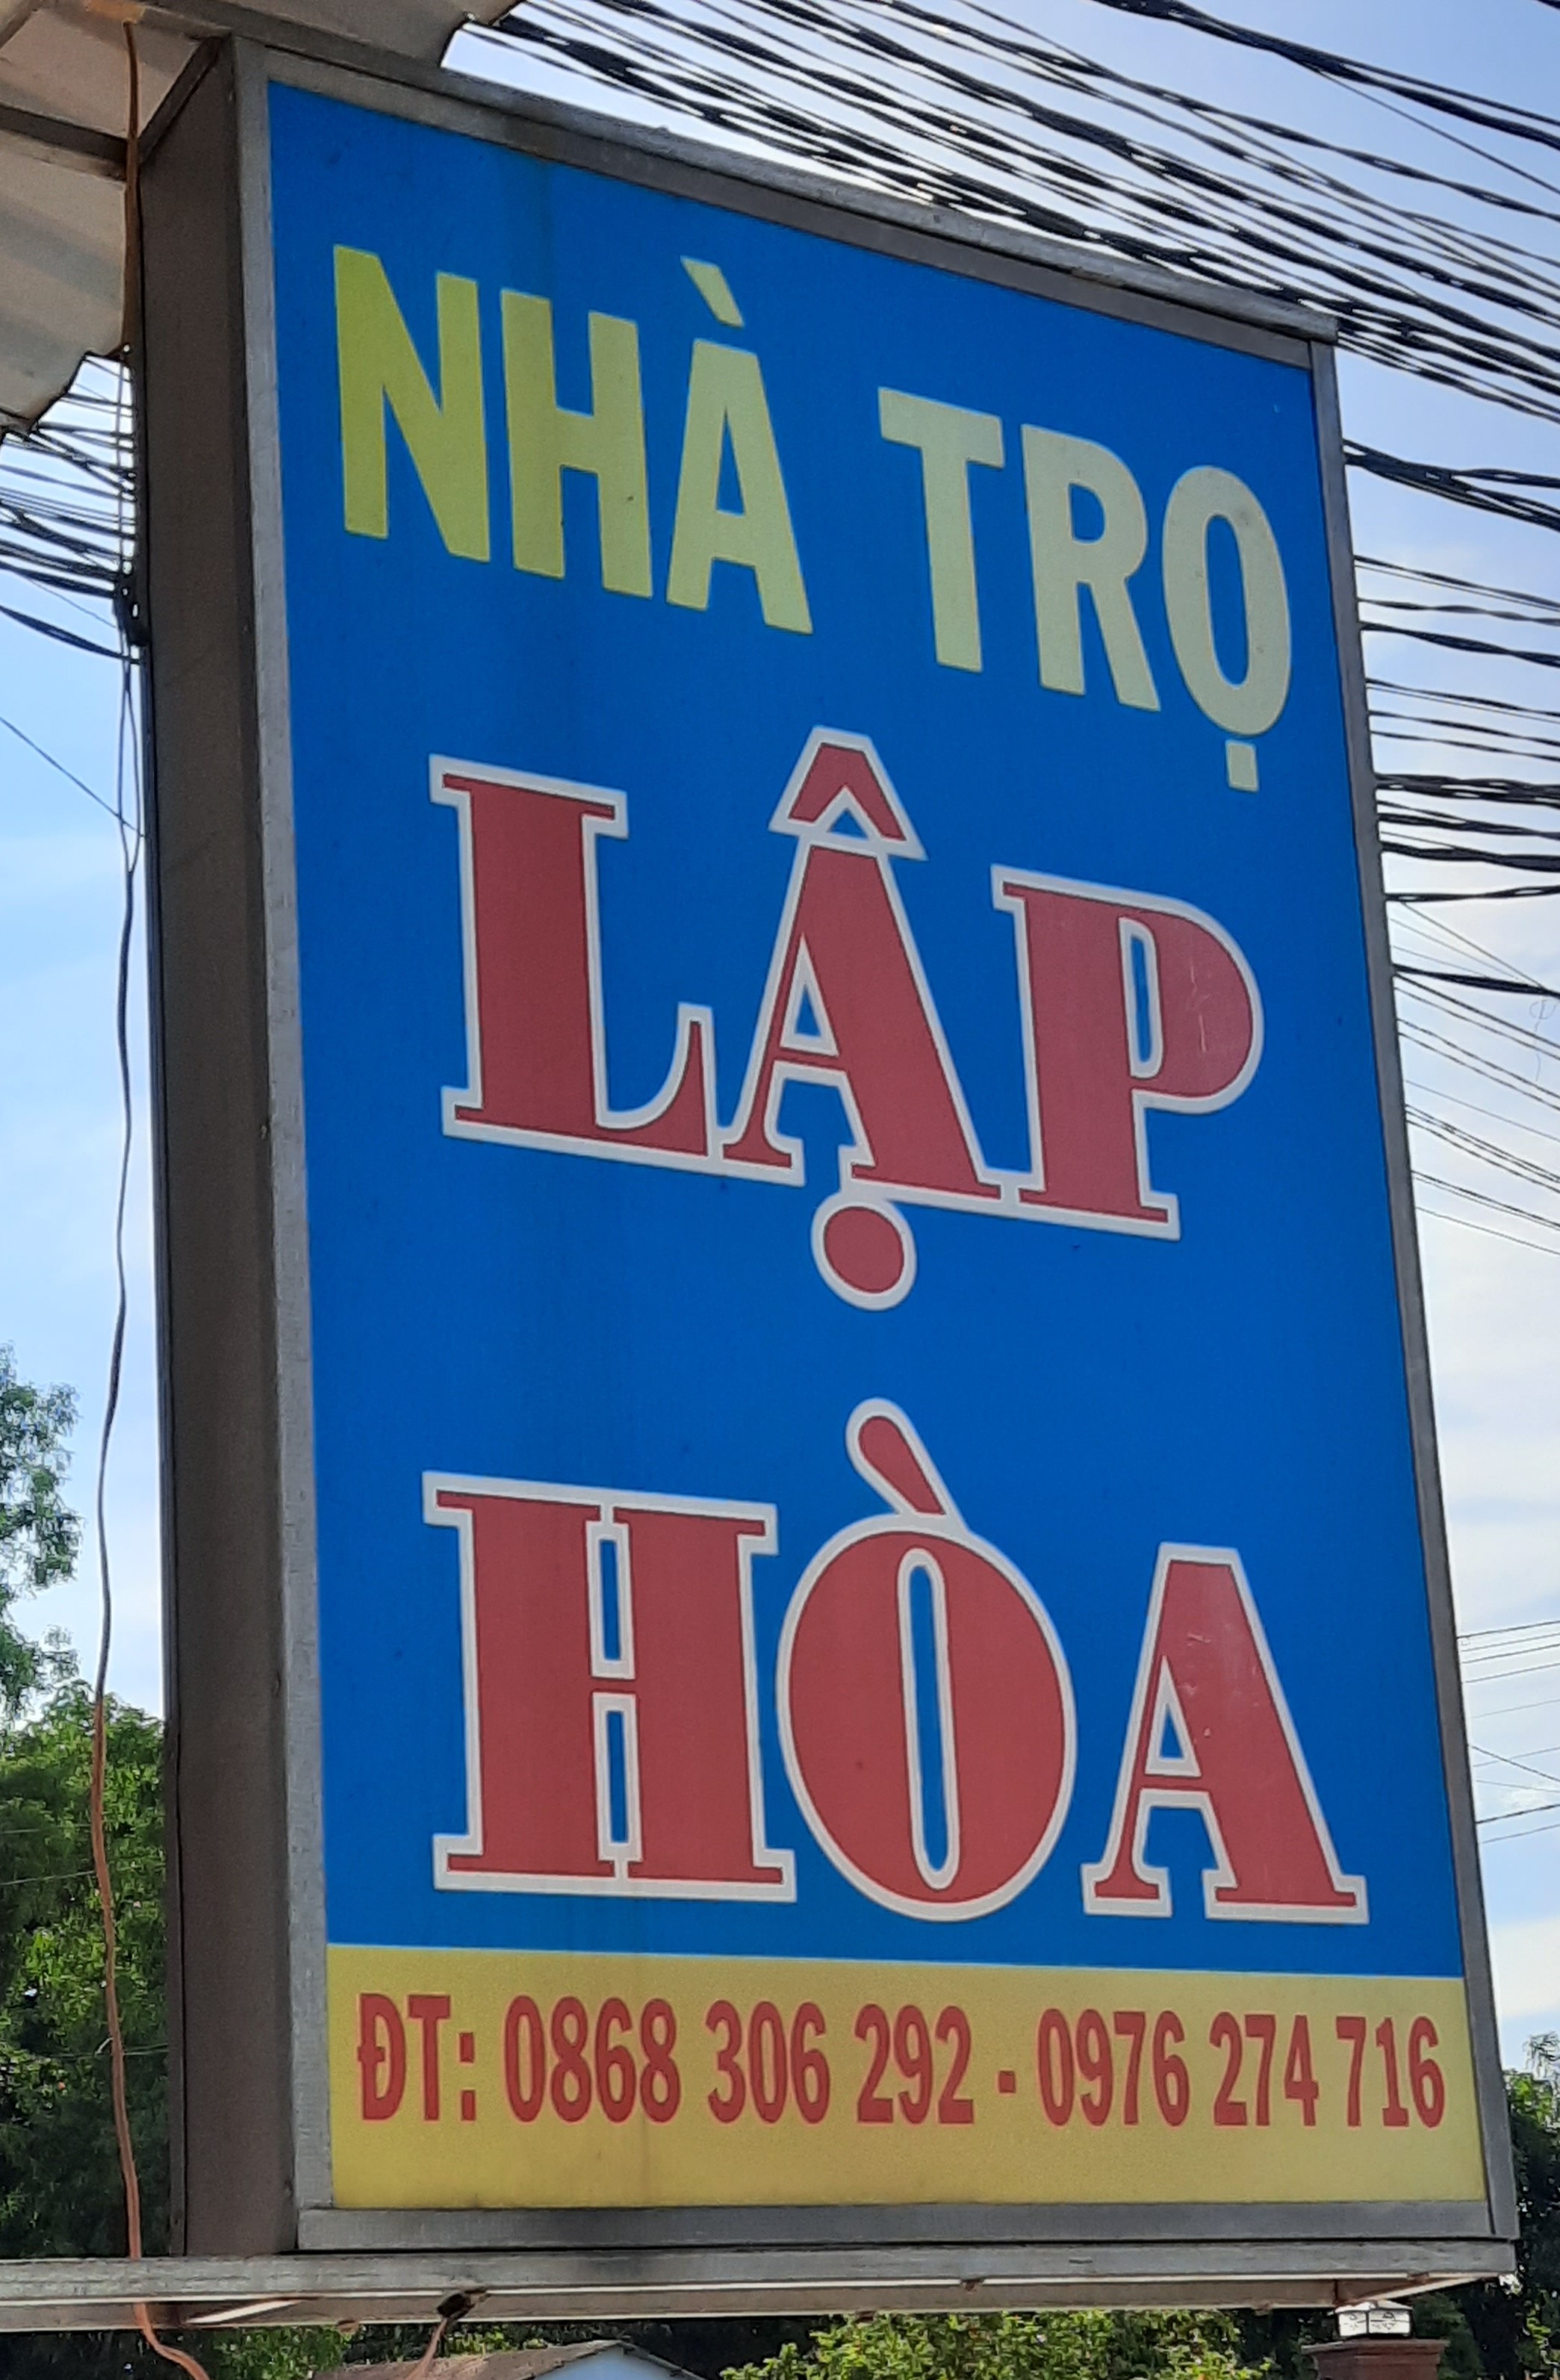 NHÀ TRỌ
LẬP
HÒA
ĐT: 0868 306 292 - 0976 274 716